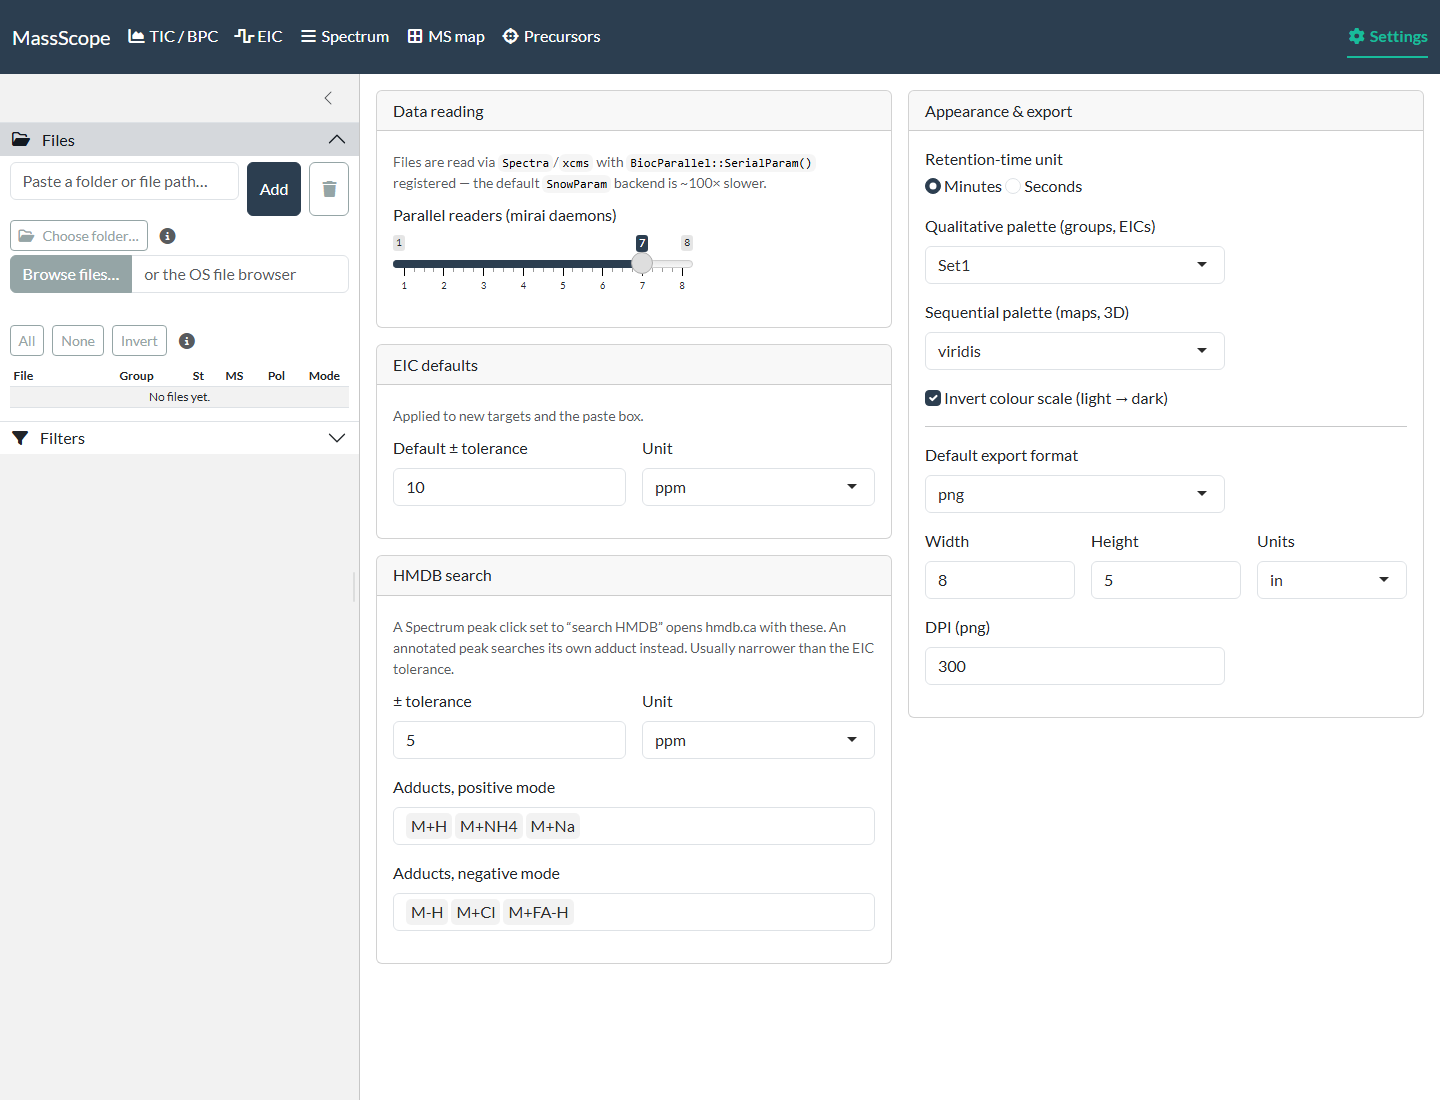 MassScope TIC / BPC EIC Spectrum MS map Precursors Settings
Files
Paste a folder or file path... Add
Choose folder...
Browse files... or the OS file browser
All None Invert
File Group St MS Pol Mode
No files yet.
Filters
Data reading
Files are read via Spectra / xcms with BiocParallel::SerialParam()
registered — the default SnowParam backend is ~100× slower.
Parallel readers (mirai daemons)
1 7 8
1 2 3 4 5 6 7 8
EIC defaults
Applied to new targets and the paste box.
Default ± tolerance Unit
10 ppm
HMDB search
A Spectrum peak click set to “search HMDB” opens hmdb.ca with these. An
annotated peak searches its own adduct instead. Usually narrower than the EIC
tolerance.
± tolerance Unit
5 ppm
Adducts, positive mode
M+H M+NH4 M+Na
Adducts, negative mode
M-H M+Cl M+FA-H
Appearance & export
Retention-time unit
Minutes Seconds
Qualitative palette (groups, EICs)
Set1
Sequential palette (maps, 3D)
viridis
Invert colour scale (light → dark)
Default export format
png
Width Height Units
8 5 in
DPI (png)
300